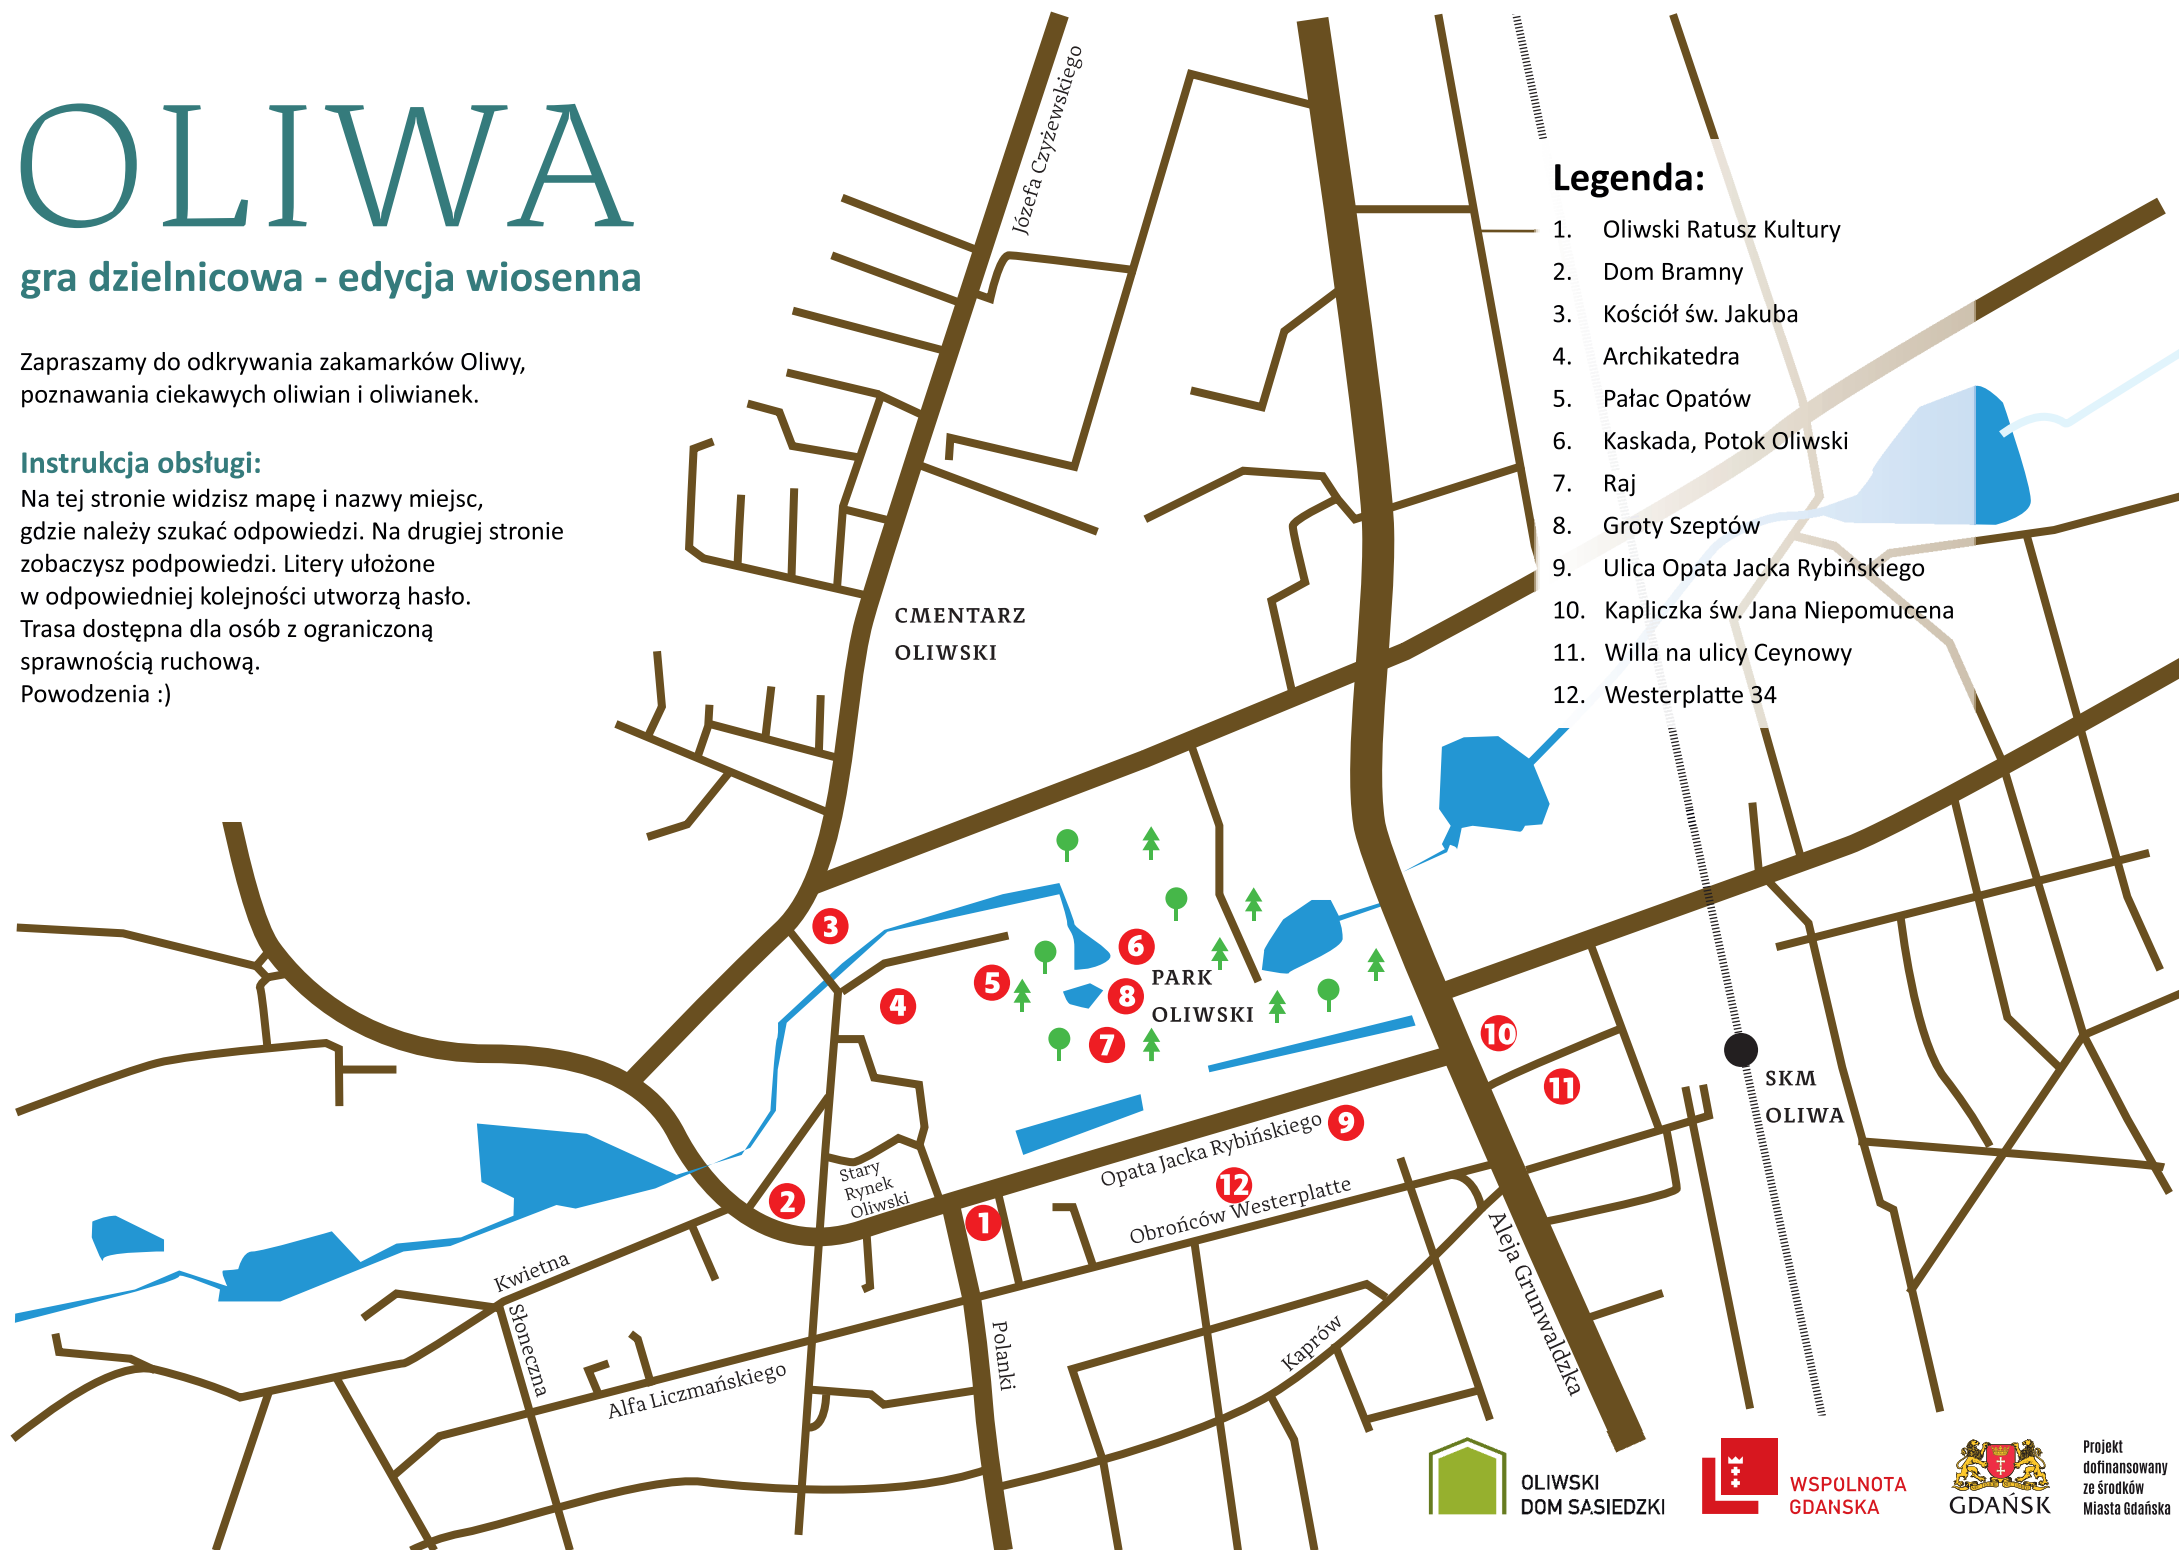 OLIWA
gra dzielnicowa - edycja wiosenna
Zapraszamy do odkrywania zakamarków Oliwy,
poznawania ciekawych oliwian i oliwianek.
Instrukcja obsługi:
Na tej stronie widzisz mapę i nazwy miejsc,
gdzie należy szukać odpowiedzi. Na drugiej stronie
zobaczysz podpowiedzi. Litery ułożone
w odpowiedniej kolejności utworzą hasło.
Trasa dostępna dla osób z ograniczoną
sprawnością ruchową.
Powodzenia :)
Legenda:
1. Oliwski Ratusz Kultury
2. Dom Bramny
3. Kościół św. Jakuba
4. Archikatedra
5. Pałac Opatów
6. Kaskada, Potok Oliwski
7. Raj
8. Groty Szeptów
9. Ulica Opata Jacka Rybińskiego
10. Kapliczka św. Jana Niepomucena
11. Willa na ulicy Ceynowy
12. Westerplatte 34
Józefa Czyżewskiego
CMENTARZ
OLIWSKI
3
6
5
PARK
8
4
OLIWSKI
7
10
11
SKM
OLIWA
9
Opata Jacka Rybińskiego
12
Obrońców Westerplatte
Stary
Rynek
Oliwski
2
1
Kwietna
Słoneczna
Alfa Liczmańskiego
Polanki
Kaprów
Aleja Grunwaldzka
OLIWSKI
DOM SĄSIEDZKI
WSPÓLNOTA
GDAŃSKA
GDAŃSK
Projekt
dofinansowany
ze środków
Miasta Gdańska